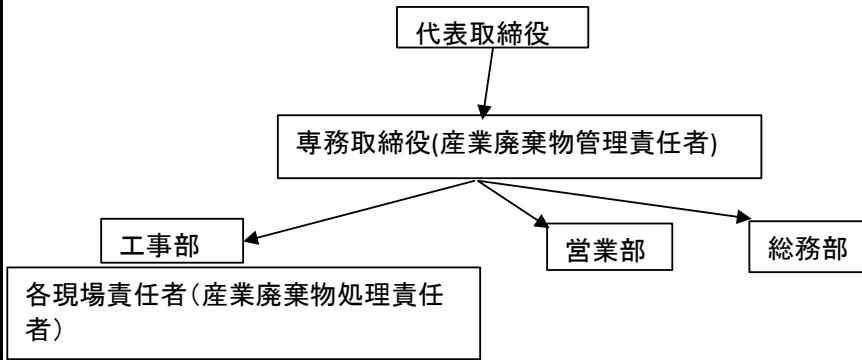 代表取締役
専務取締役(産業廃棄物管理責任者)
工事部
営業部
総務部
各現場責任者（産業廃棄物処理責任
者）